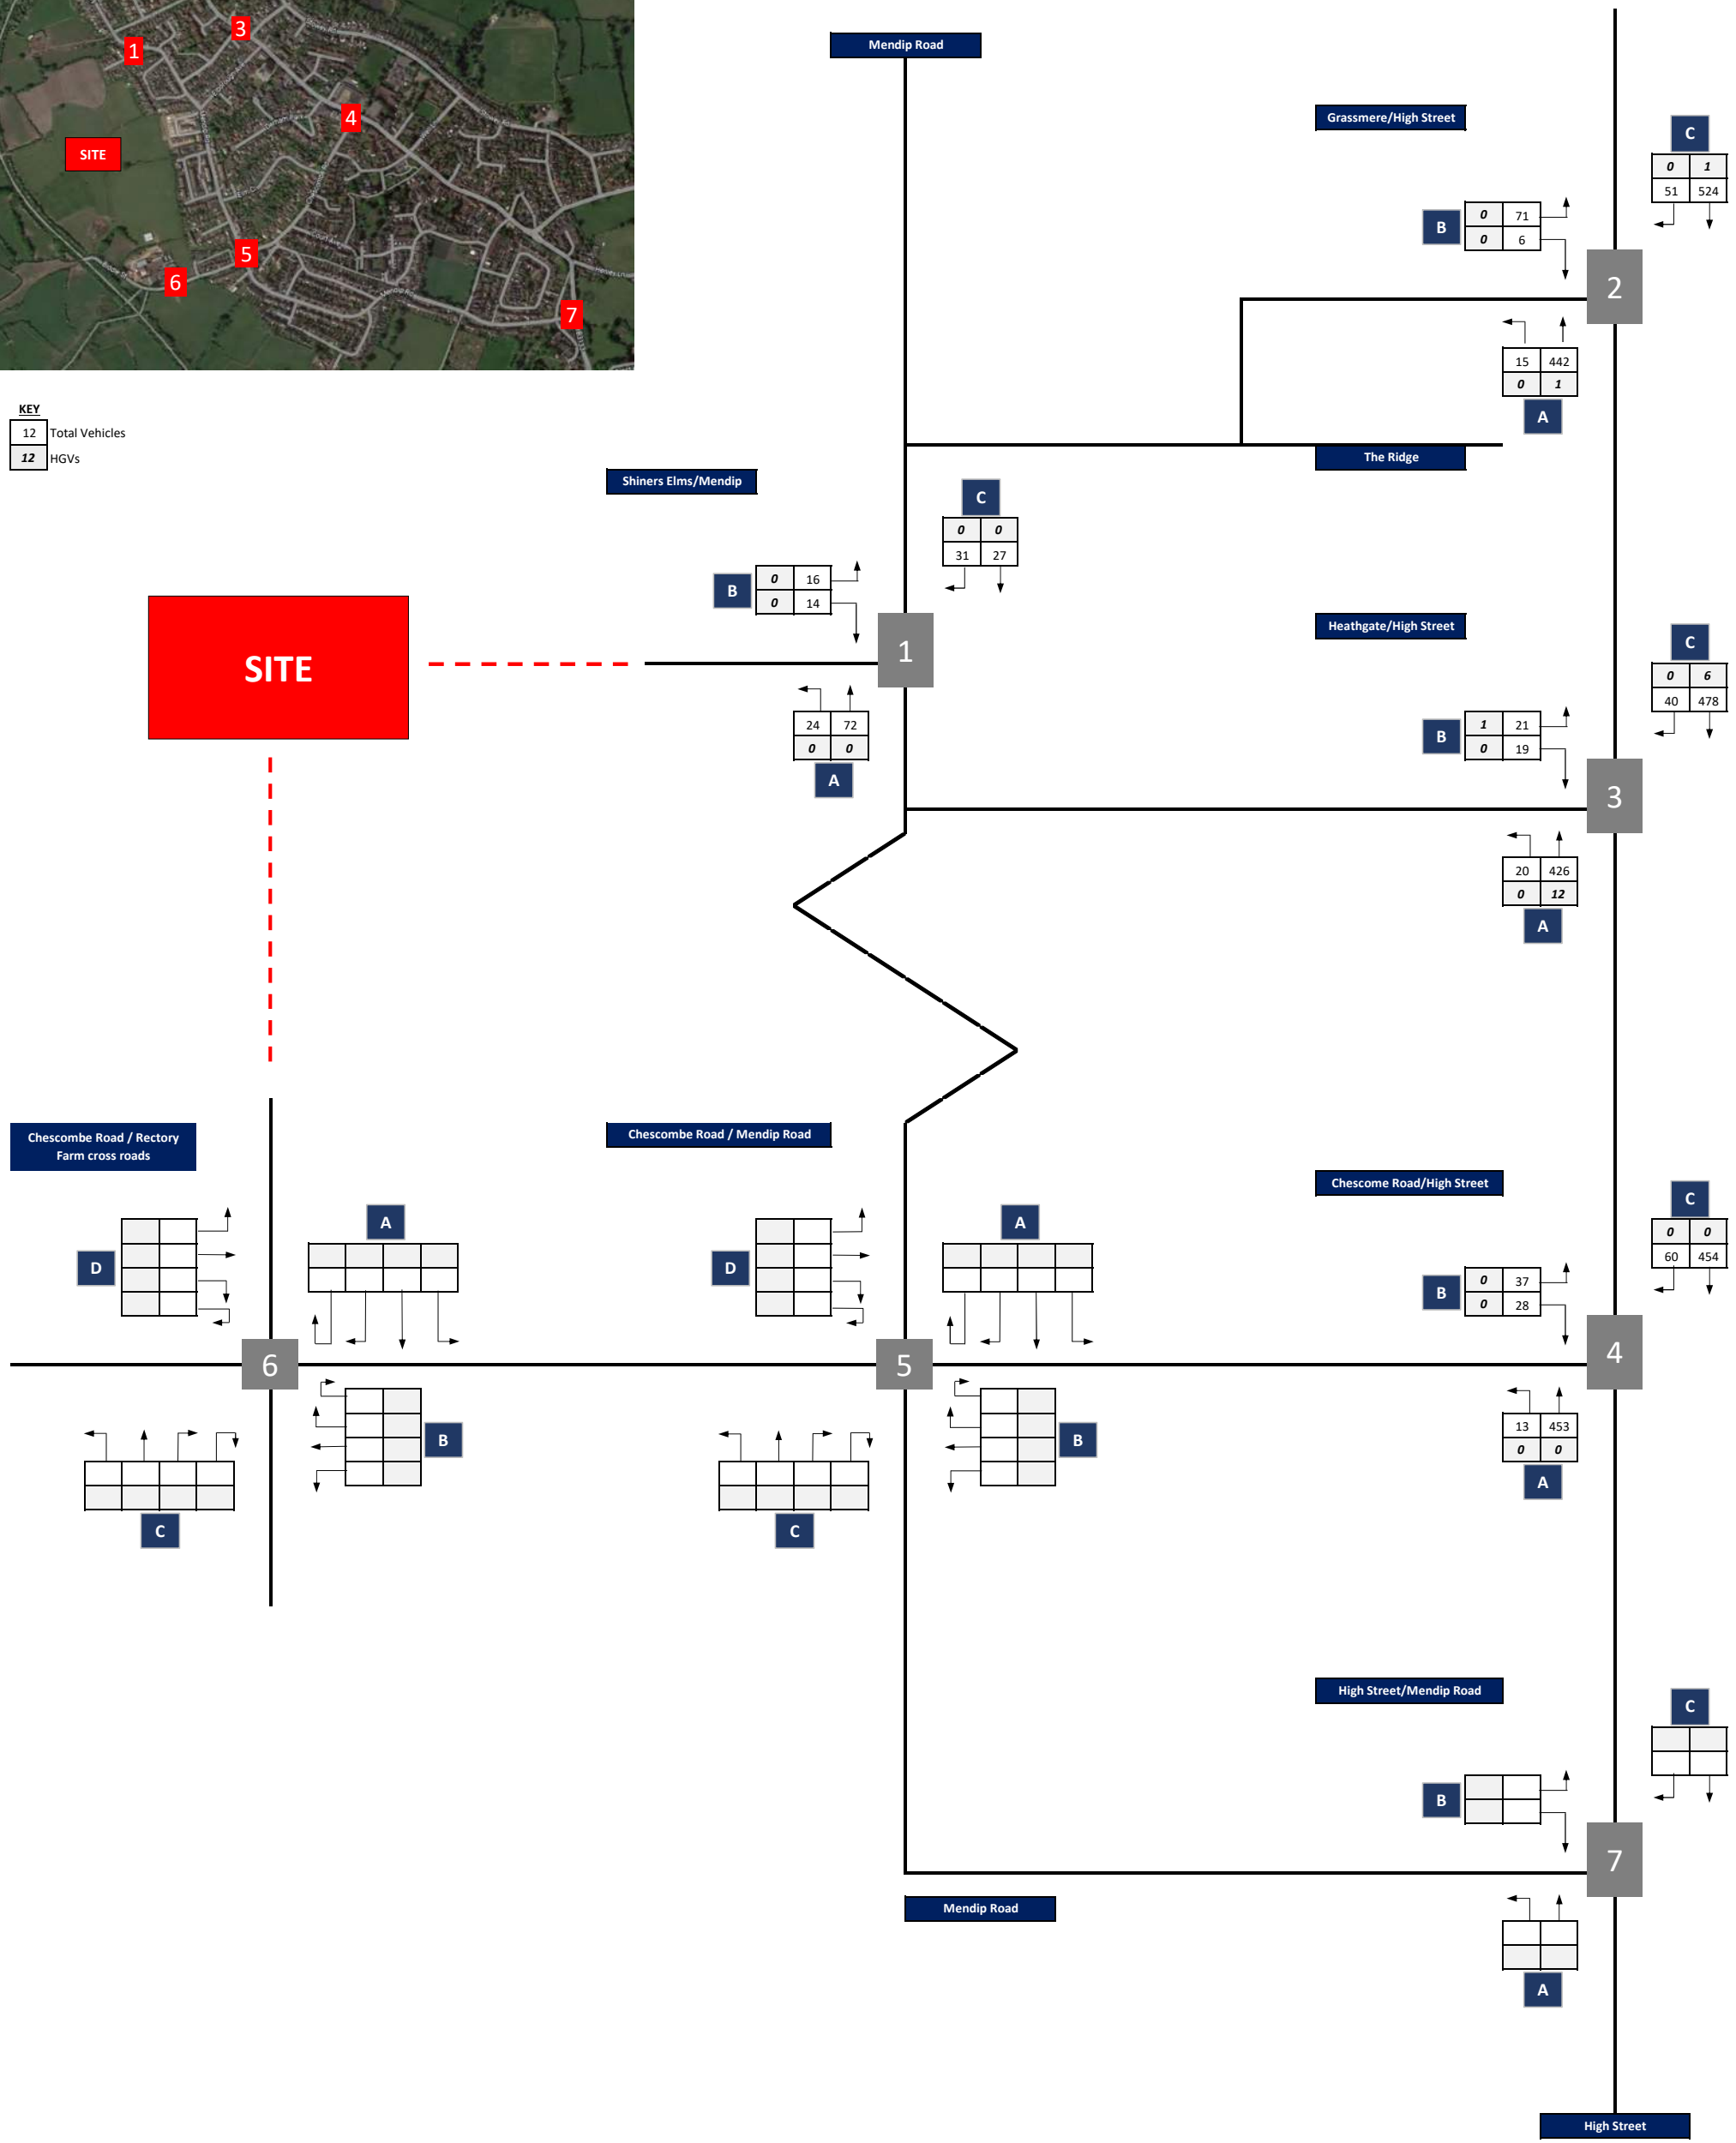 3
1
4
SITE
5
6
7
Mendip Road
Grassmere/High Street
C
0 1
51 524
B
0 71
0 6
2
15 442
0 1
A
KEY
12 Total Vehicles
12 HGVs
The Ridge
Shiners Elms/Mendip
C
0 0
31 27
B
0 16
0 14
1
SITE
24 72
0 0
A
Heathgate/High Street
C
0 6
40 478
B
1 21
0 19
3
20 426
0 12
A
Chescombe Road / Rectory
Farm cross roads
Chescombe Road / Mendip Road
Chescome Road/High Street
C
0 0
60 454
A
D
A
D
B
0 37
0 28
6
5
4
B
C
B
C
13 453
0 0
A
High Street/Mendip Road
C
B
7
Mendip Road
A
High Street